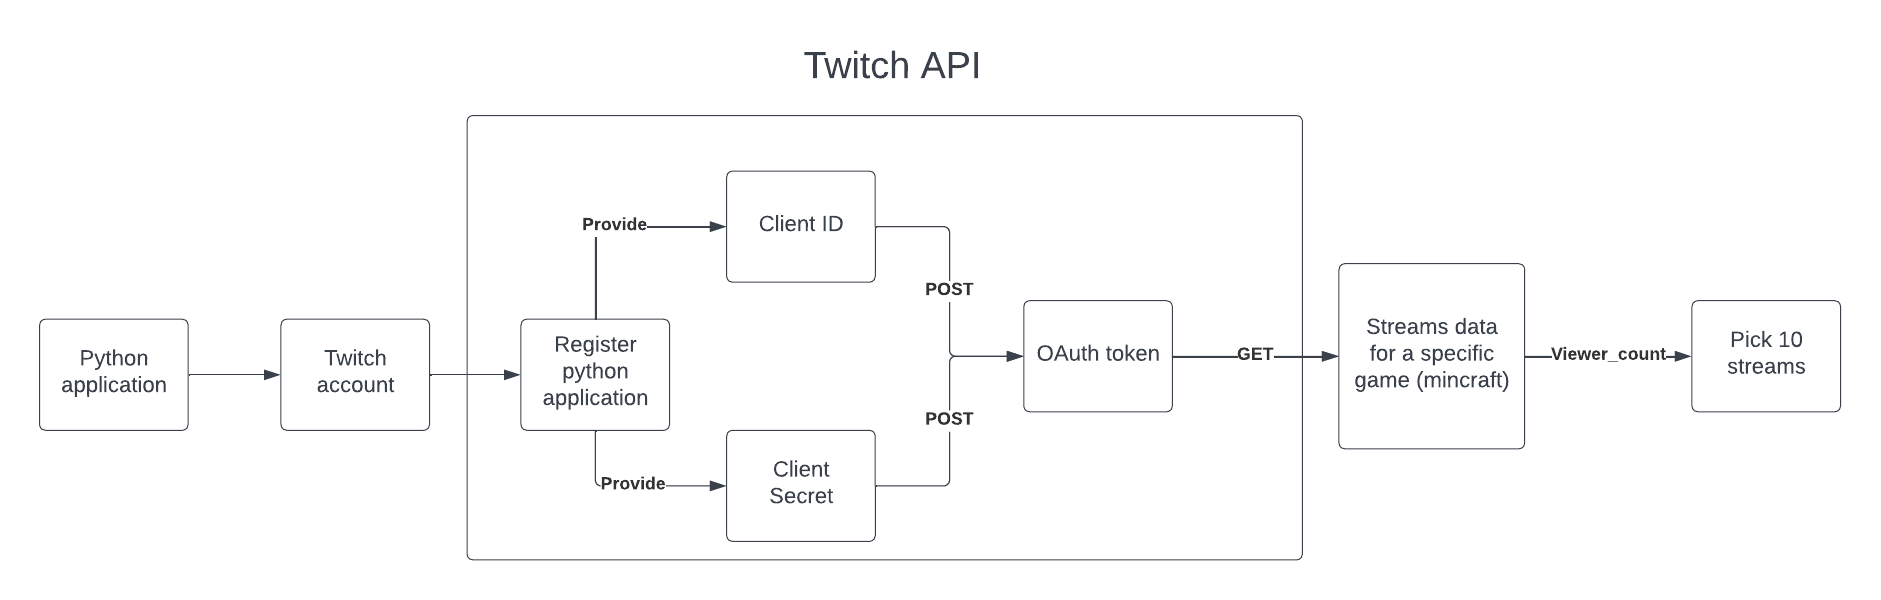 Twitch API
Python
application
Twitch
account
Register
python
application
Provide
Client ID
Provide
Client
Secret
POST
POST
OAuth token
GET
Streams data
for a specific
game (mincraft)
Viewer_count
Pick 10
streams